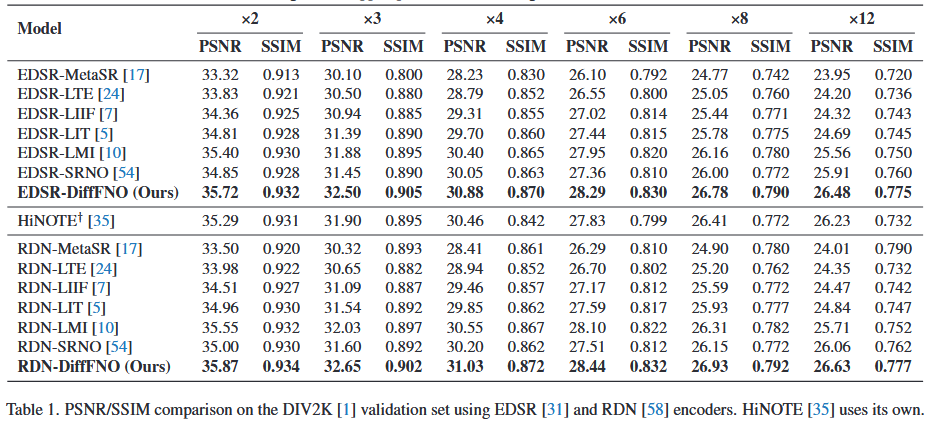 Model ×2 ×3 ×4 ×6 ×8 ×12
PSNR SSIM PSNR SSIM PSNR SSIM PSNR SSIM PSNR SSIM PSNR SSIM
EDSR-MetaSR [17] 33.32 0.913 30.10 0.800 28.23 0.830 26.10 0.792 24.77 0.742 23.95 0.720
EDSR-LTE [24] 33.83 0.921 30.50 0.880 28.79 0.852 26.55 0.800 25.05 0.760 24.20 0.736
EDSR-LIIF [7] 34.36 0.925 30.94 0.885 29.31 0.855 27.02 0.814 25.44 0.771 24.32 0.743
EDSR-LIT [5] 34.81 0.928 31.39 0.890 29.70 0.860 27.44 0.815 25.78 0.775 24.69 0.745
EDSR-LMI [10] 35.40 0.930 31.88 0.895 30.40 0.865 27.95 0.820 26.16 0.780 25.56 0.750
EDSR-SRNO [54] 34.85 0.928 31.45 0.890 30.05 0.863 27.36 0.810 26.00 0.772 25.91 0.760
EDSR-DiffFNO (Ours) 35.72 0.932 32.50 0.905 30.88 0.870 28.29 0.830 26.78 0.790 26.48 0.775
HiNOTE† [35] 35.29 0.931 31.90 0.895 30.46 0.842 27.83 0.799 26.41 0.772 26.23 0.732
RDN-MetaSR [17] 33.50 0.920 30.32 0.893 28.41 0.861 26.29 0.810 24.90 0.780 24.01 0.790
RDN-LTE [24] 33.98 0.922 30.65 0.882 28.94 0.852 26.70 0.802 25.20 0.762 24.35 0.732
RDN-LIIF [7] 34.51 0.927 31.09 0.887 29.46 0.857 27.17 0.812 25.59 0.772 24.47 0.742
RDN-LIT [5] 34.96 0.930 31.54 0.892 29.85 0.862 27.59 0.817 25.93 0.777 24.84 0.747
RDN-LMI [10] 35.55 0.932 32.03 0.897 30.55 0.867 28.10 0.822 26.31 0.782 25.71 0.752
RDN-SRNO [54] 35.00 0.930 31.60 0.892 30.20 0.862 27.51 0.812 26.15 0.772 26.06 0.762
RDN-DiffFNO (Ours) 35.87 0.934 32.65 0.902 31.03 0.872 28.44 0.832 26.93 0.792 26.63 0.777
Table 1. PSNR/SSIM comparison on the DIV2K [1] validation set using EDSR [31] and RDN [58] encoders. HiNOTE [35] uses its own.